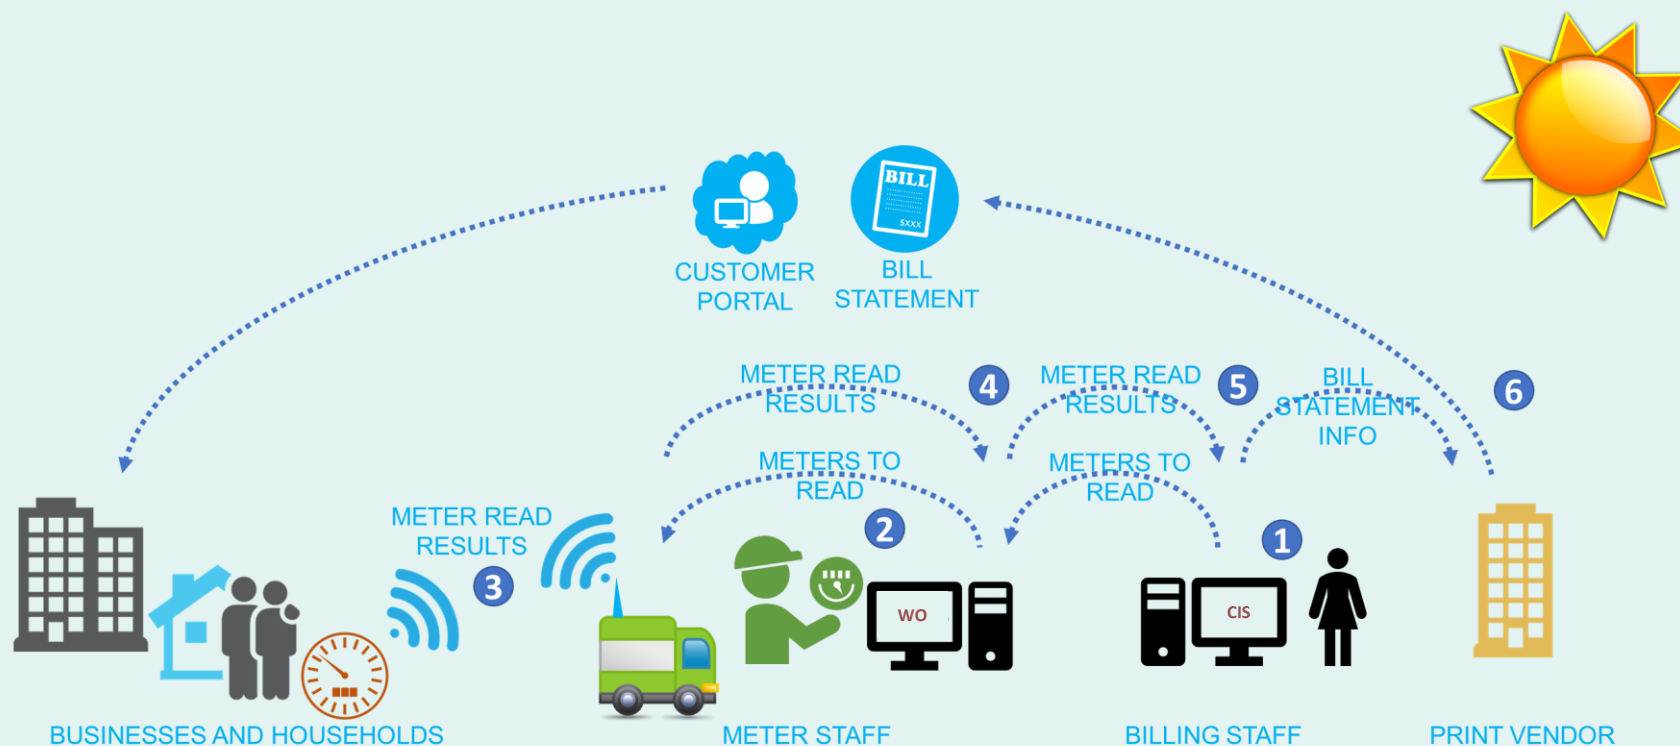 BILL
$XXX
CUSTOMER
PORTAL
BILL
STATEMENT
METER READ
RESULTS
4
METER READ
RESULTS
5
BILL
STATEMENT
INFO
6
METERS TO
READ
METERS TO
READ
METER READ
RESULTS
3
2
1
WO
CIS
BUSINESSES AND HOUSEHOLDS
METER STAFF
BILLING STAFF
PRINT VENDOR